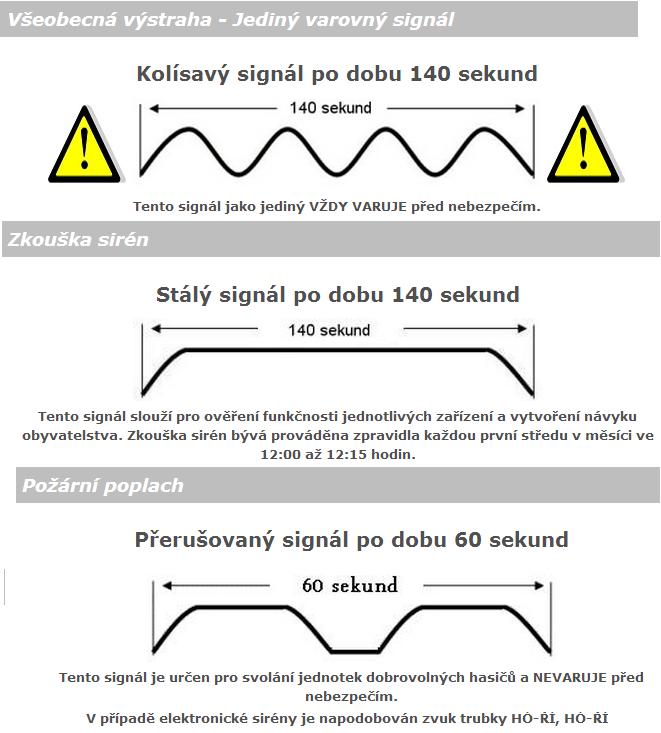 Všeobecná výstraha - Jediný varovný signál
Kolísavý signál po dobu 140 sekund
140 sekund
Tento signál jako jediný VŽDY VARUJE před nebezpečím.
Zkouška sirén
Stálý signál po dobu 140 sekund
140 sekund
Tento signál slouží pro ověření funkčnosti jednotlivých zařízení a vytvoření návyku
obyvatelstva. Zkouška sirén bývá prováděna zpravidla každou první středu v měsíci ve
12:00 až 12:15 hodin.
Požární poplach
Přerušovaný signál po dobu 60 sekund
60 sekund
Tento signál je určen pro svolání jednotek dobrovolných hasičů a NEVARUJE před
nebezpečím.
V případě elektronické sirény je napodobován zvuk trubky HÓ-ŘÍ, HÓ-ŘÍ